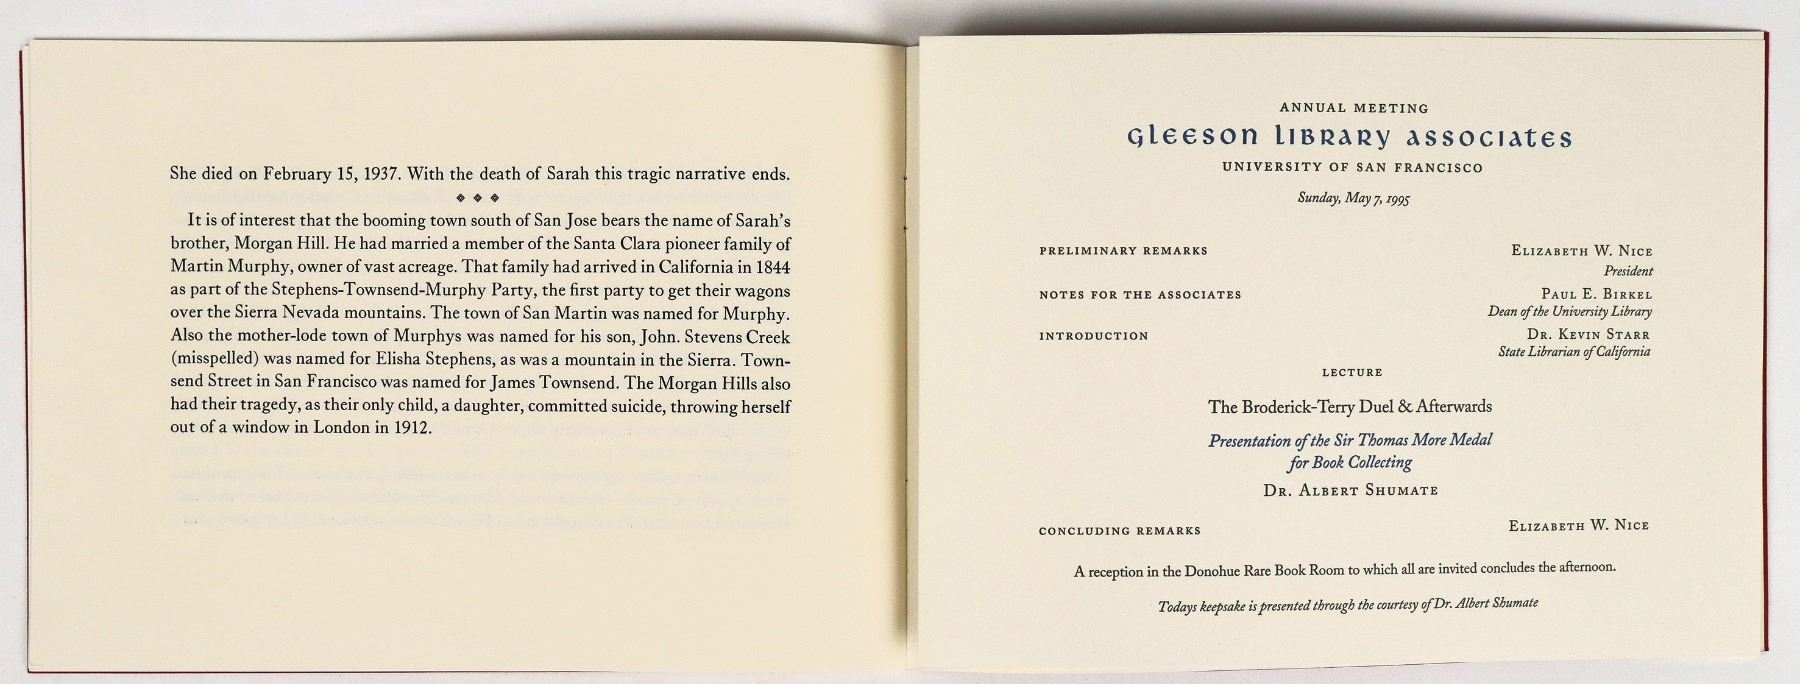 She died on February 15, 1937. With the death of Sarah this tragic narrative ends.
It is of interest that the booming town south of San Jose bears the name of Sarah's
brother, Morgan Hill. He had married a member of the Santa Clara pioneer family of
Martin Murphy, owner of vast acreage. That family had arrived in California in 1844
as part of the Stephens-Townsend-Murphy Party, the first party to get their wagons
over the Sierra Nevada mountains. The town of San Martin was named for Murphy.
Also the mother-lode town of Murphys was named for his son, John. Stevens Creek
(misspelled) was named for Elisha Stephens, as was a mountain in the Sierra. Town-
send Street in San Francisco was named for James Townsend. The Morgan Hills also
had their tragedy, as their only child, a daughter, committed suicide, throwing herself
out of a window in London in 1912.
ANNUAL MEETING
GLEESON LIBRARY ASSOCIATES
UNIVERSITY OF SAN FRANCISCO
Sunday, May 7, 1995
PRELIMINARY REMARKS ELIZABETH W. NICE
President
NOTES FOR THE ASSOCIATES PAUL E. BIRKEL
Dean of the University Library
INTRODUCTION DR. KEVIN STARR
State Librarian of California
LECTURE
The Broderick-Terry Duel & Afterwards
Presentation of the Sir Thomas More Medal
for Book Collecting
DR. ALBERT SHUMATE
CONCLUDING REMARKS ELIZABETH W. NICE
A reception in the Donohue Rare Book Room to which all are invited concludes the afternoon.
Todays keepsake is presented through the courtesy of Dr. Albert Shumate